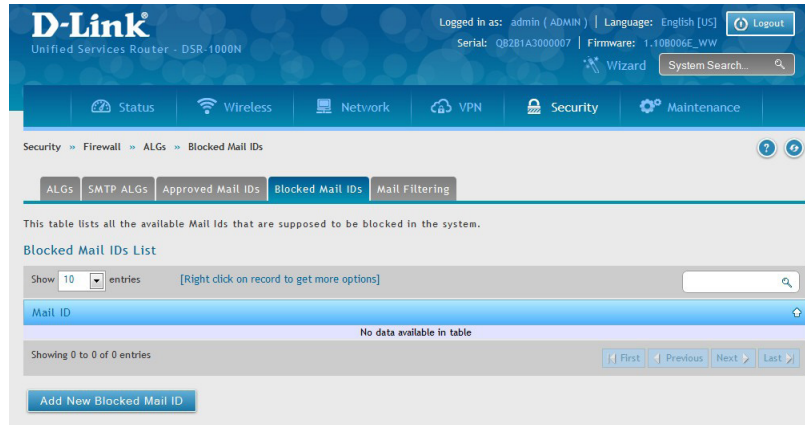 D-Link®
Unified Services Router - DSR-1000N
Logged in as: admin ( ADMIN ) | Language: English [US]
Logout
Serial: QB2B1A3000007 | Firmware: 1.10B006E_WW
Wizard
System Search...
Status
Wireless
Network
VPN
Security
Maintenance
Security » Firewall » ALGs » Blocked Mail IDs
?
ALGs
SMTP ALGs
Approved Mail IDs
Blocked Mail IDs
Mail Filtering
This table lists all the available Mail Ids that are supposed to be blocked in the system.
Blocked Mail IDs List
Show 10 entries
[Right click on record to get more options]
Mail ID
No data available in table
Showing 0 to 0 of 0 entries
First
Previous
Next
Last
Add New Blocked Mail ID